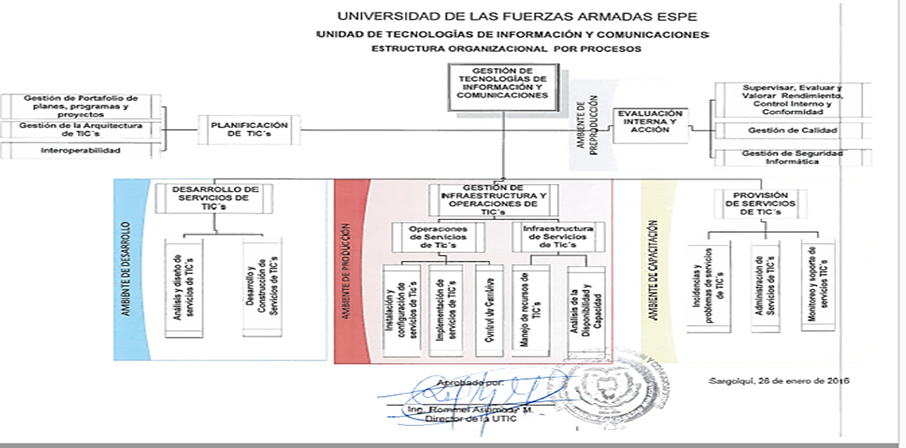 UNIVERSIDAD DE LAS FUERZAS ARMADAS ESPE
UNIDAD DE TECNOLOGÍAS DE INFORMACIÓN Y COMUNICACIONES
ESTRUCTURA ORGANIZACIONAL POR PROCESOS
GESTIÓN DE
TECNOLOGÍAS DE
INFORMACIÓN Y
COMUNICACIONES
Gestión de Portafolio de
planes, programas y
proyectos
Gestión de la Arquitectura
de TIC´s
Interoperabilidad
PLANIFICACIÓN
DE TIC´s
AMBIENTE DE
PREPRODUCCIÓN
EVALUACIÓN
INTERNA Y
ACCIÓN
Supervisar, Evaluar y
Valorar Rendimiento,
Control Interno y
Conformidad
Gestión de Calidad
Gestión de Seguridad
Informática
AMBIENTE DE DESARROLLO
DESARROLLO DE
SERVICIOS DE
TIC´s
Análisis y diseño de
servicios de TIC´s
Desarrollo y
Construcción de
Servicios de TIC´s
AMBIENTE DE PRODUCCIÓN
GESTIÓN DE
INFRAESTRUCTURA Y
OPERACIONES DE
TIC´s
Operaciones
de Servicios
de Tic´s
Infraestructura
de Servicios
de Tic´s
Instalación y
configuración de
servicios de Tic´s
Implementación de
servicios de TIC´s
Control de
Manejo de recursos de
TIC´s
Análisis de la
Disponibilidad y
Capacidad
AMBIENTE DE CAPACITACIÓN
PROVISIÓN
DE SERVICIOS
DE TIC´s
Incidencias y
problemas de servicios
de TIC´s
Administración de
Servicios de TIC´s
Monitoreo y soporte de
servicios TIC´s
Aprobado por:
Ing. Rommel M.
Director de la UTIC
Sangolquí, 26 de enero de 2016